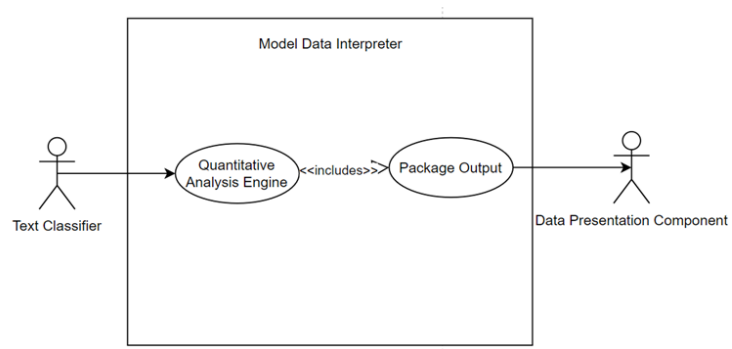 Model Data Interpreter
Quantitative
Analysis Engine
<<includes>>
Package Output
Text Classifier
Data Presentation Component